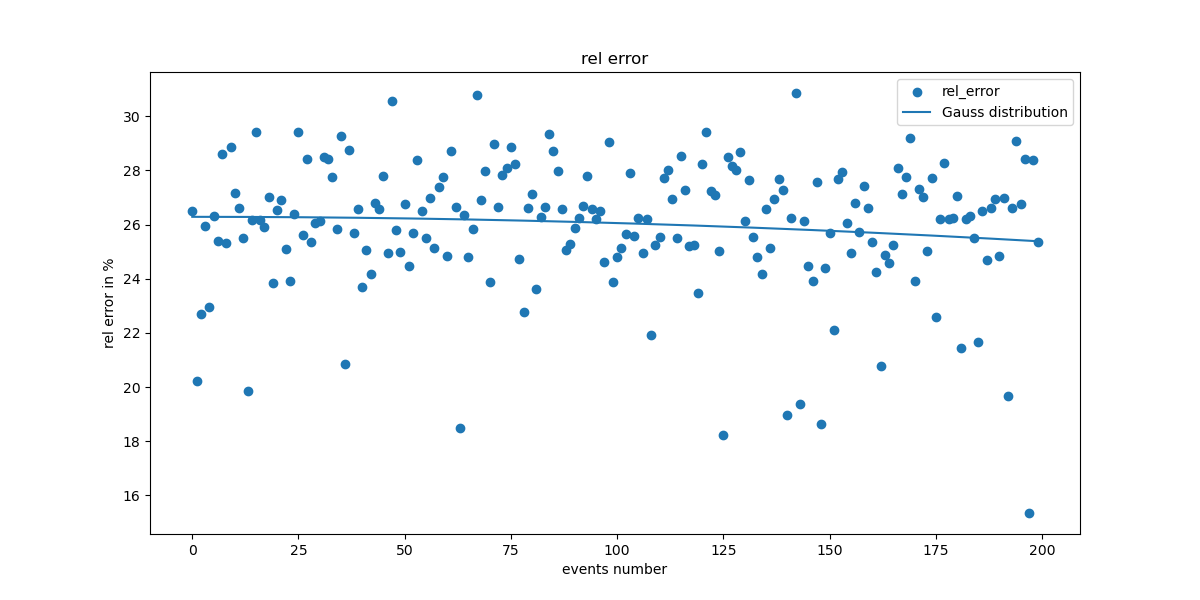 rel error
rel_error
Gauss distribution
rel error in %
30
28
26
24
22
20
18
16
0 25 50 75 100 125 150 175 200
events number